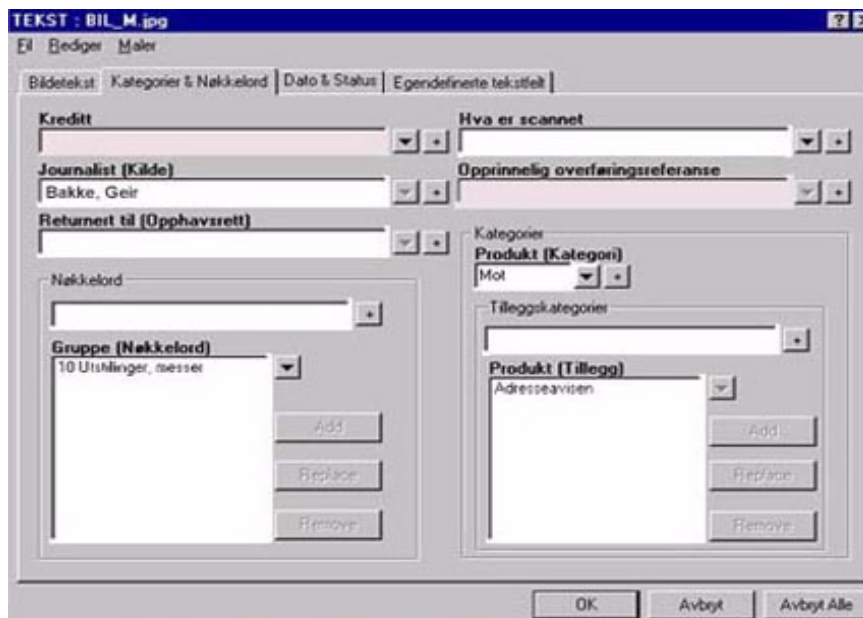 TEKST : BIL_M.jpg
Fil Rediger Maler
Bildetekst Kategorier & Nøkkelord Dato & Status Egendefinerte tekstfelt
Kreditt
Hva er scannet
Journalist (Kilde)
Bakke, Geir
Opprinnelig overføringsreferanse
Returnert til (Opphavsrett)
Kategorier
Produkt (Kategori)
Mot
Nøkkelord
Tilleggskategorier
Gruppe (Nøkkelord)
10 Utstillinger, messer
Produkt (Tillegg)
Adresseavisen
Add
Add
Replace
Replace
Remove
Remove
OK Avbryt Avbryt Alle